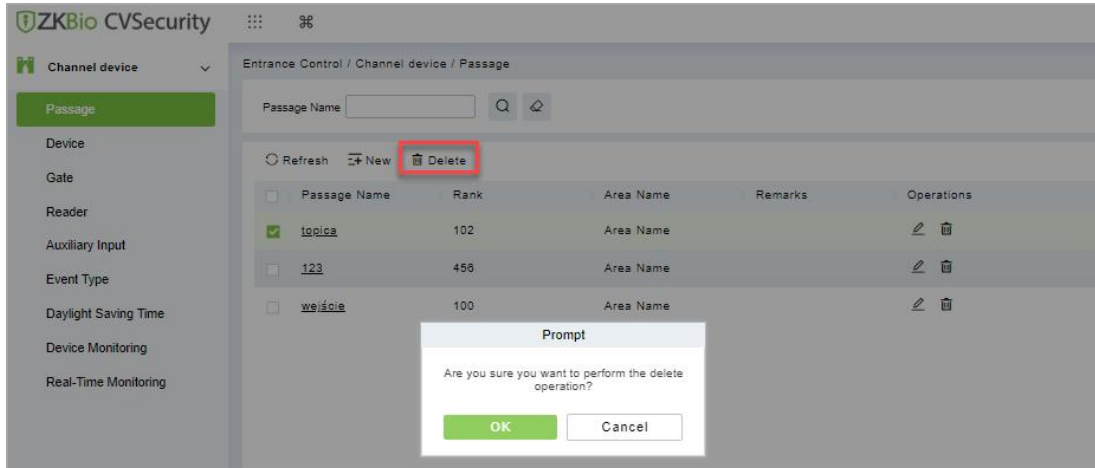 ZKBio CVSecurity
Channel device
Entrance Control / Channel device / Passage
Passage
Passage Name
Device
Gate
Refresh New Delete
Reader
Passage Name Rank Area Name Remarks Operations
Auxiliary Input
topica 102 Area Name
Event Type
123 456 Area Name
Daylight Saving Time
wejście 100 Area Name
Device Monitoring
Real-Time Monitoring
Prompt
Are you sure you want to perform the delete
operation?
OK Cancel